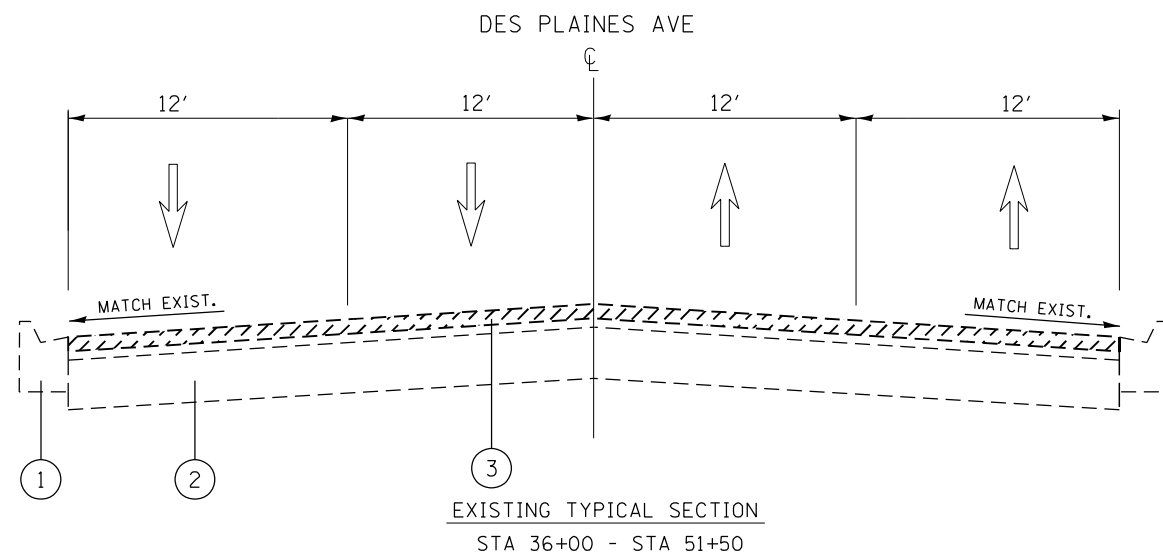 DES PLAINES AVE
℄
12' 12' 12' 12'
MATCH EXIST. MATCH EXIST.
1 2 3
EXISTING TYPICAL SECTION
STA 36+00 - STA 51+50